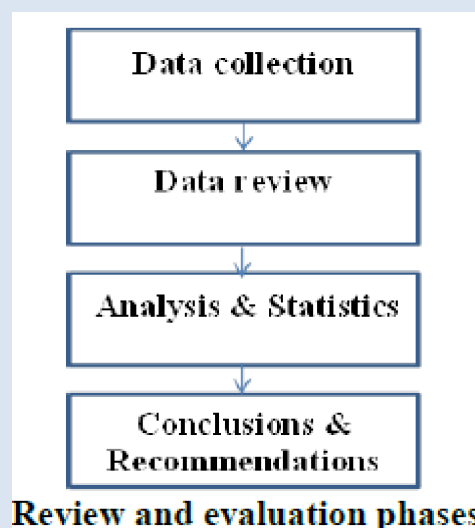 Data collection
Data review
Analysis & Statistics
Conclusions &
Recommendations
Review and evaluation phases